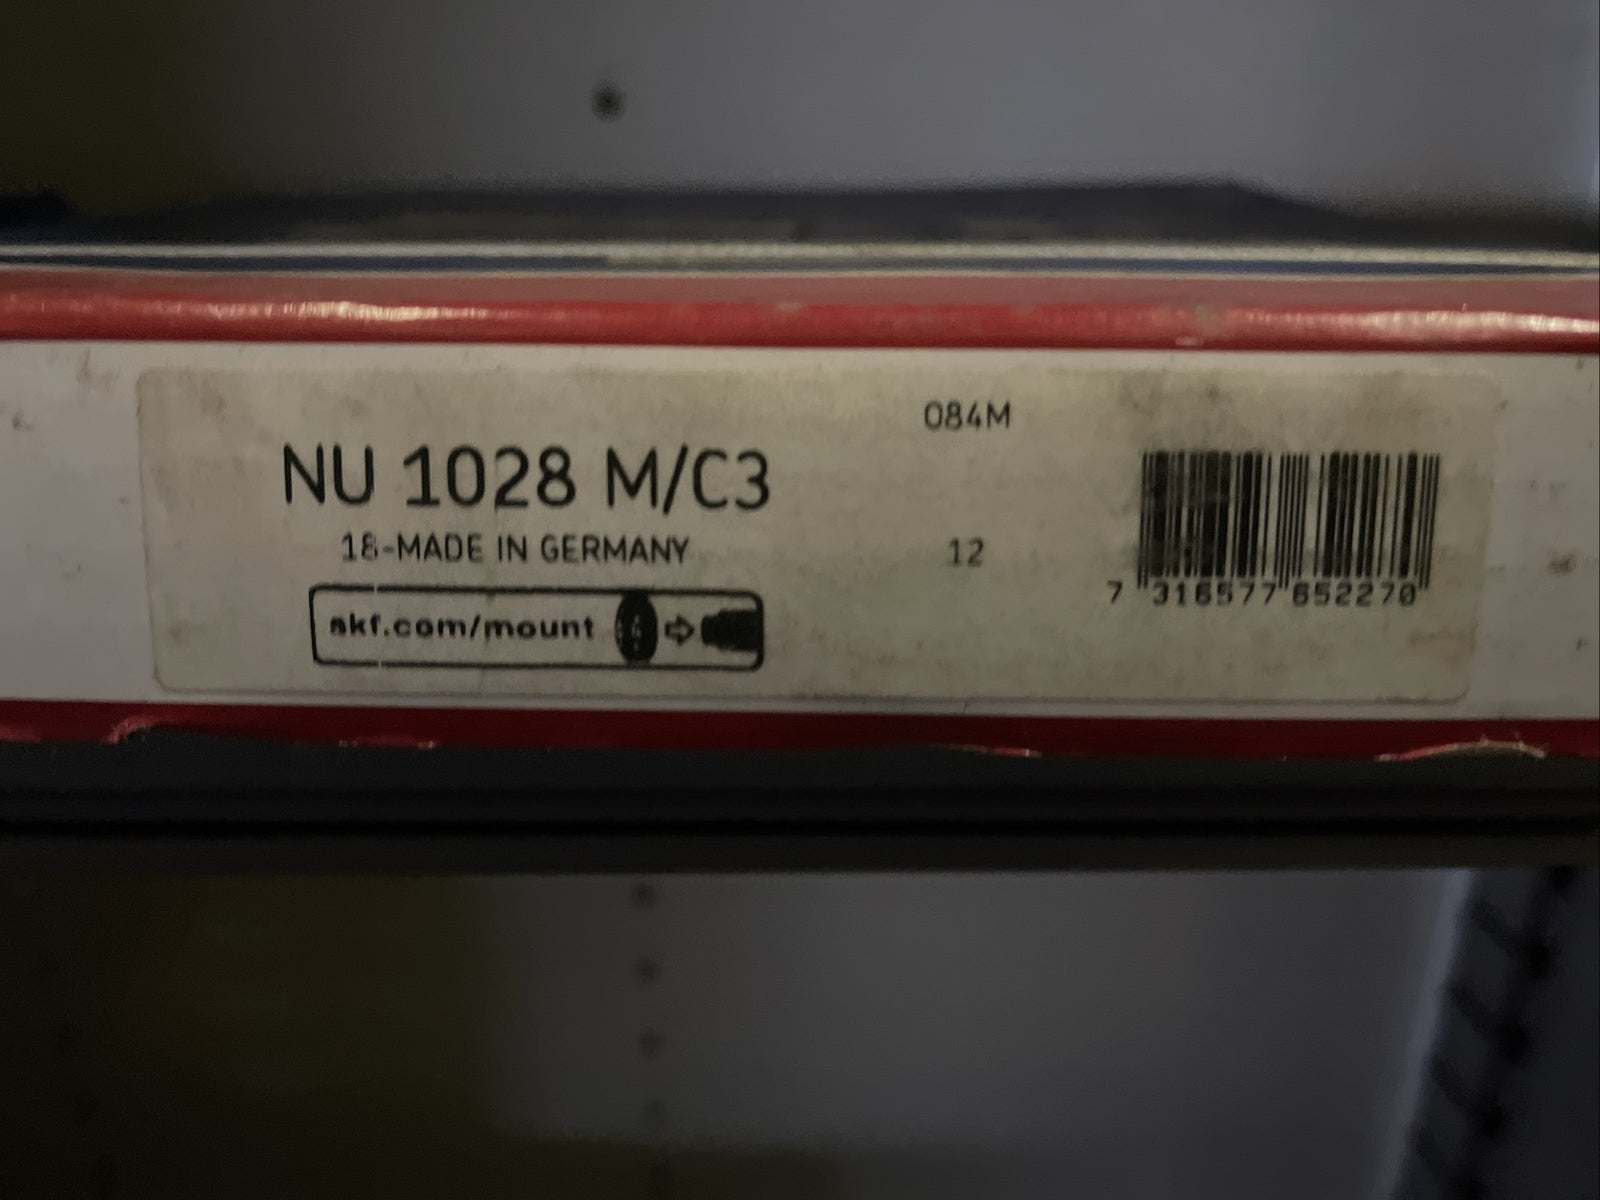 084M
NU 1028 M/C3
18-MADE IN GERMANY
12
skf.com/mount
7 316577 652270